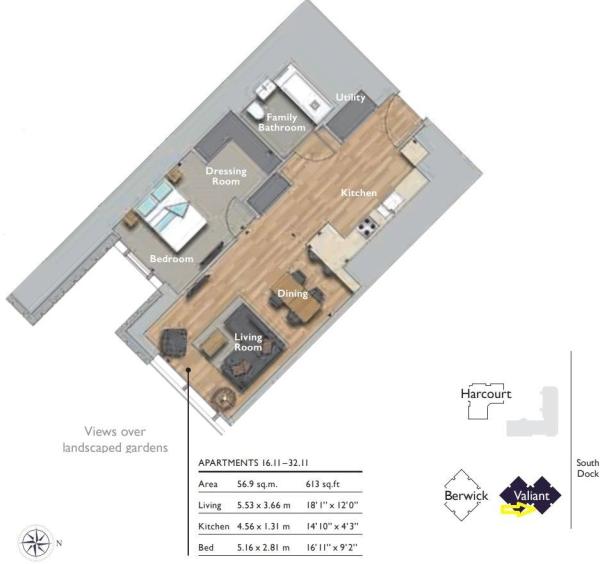 Utility
Family
Bathroom
Dressing
Room
Kitchen
Bedroom
Dining
Living
Room
Views over
landscaped gardens
APARTMENTS 16.11–32.11
Area 56.9 sq.m. 613 sq.ft
Living 5.53 x 3.66 m 18' 1" x 12'0"
Kitchen 4.56 x 1.31 m 14' 10" x 4'3"
Bed 5.16 x 2.81 m 16' 11" x 9'2"
Harcourt
Berwick
Valiant
South
Dock
N